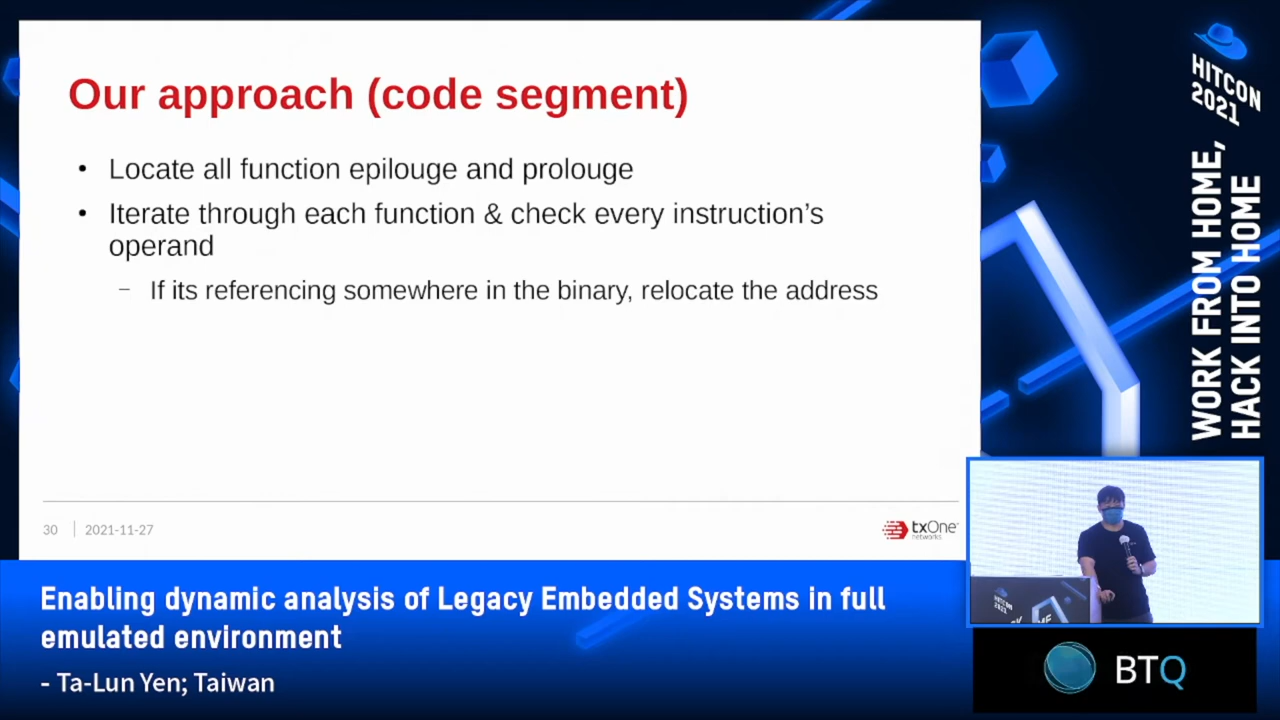 Our approach (code segment)
• Locate all function epilouge and prolouge
• Iterate through each function & check every instruction’s
operand
– If its referencing somewhere in the binary, relocate the address
30 | 2021-11-27
txOne
networks
HITCON
2021
WORK FROM HOME,
HACK INTO HOME
HITCON
2021
Enabling dynamic analysis of Legacy Embedded Systems in full
emulated environment
- Ta-Lun Yen; Taiwan
BTQ